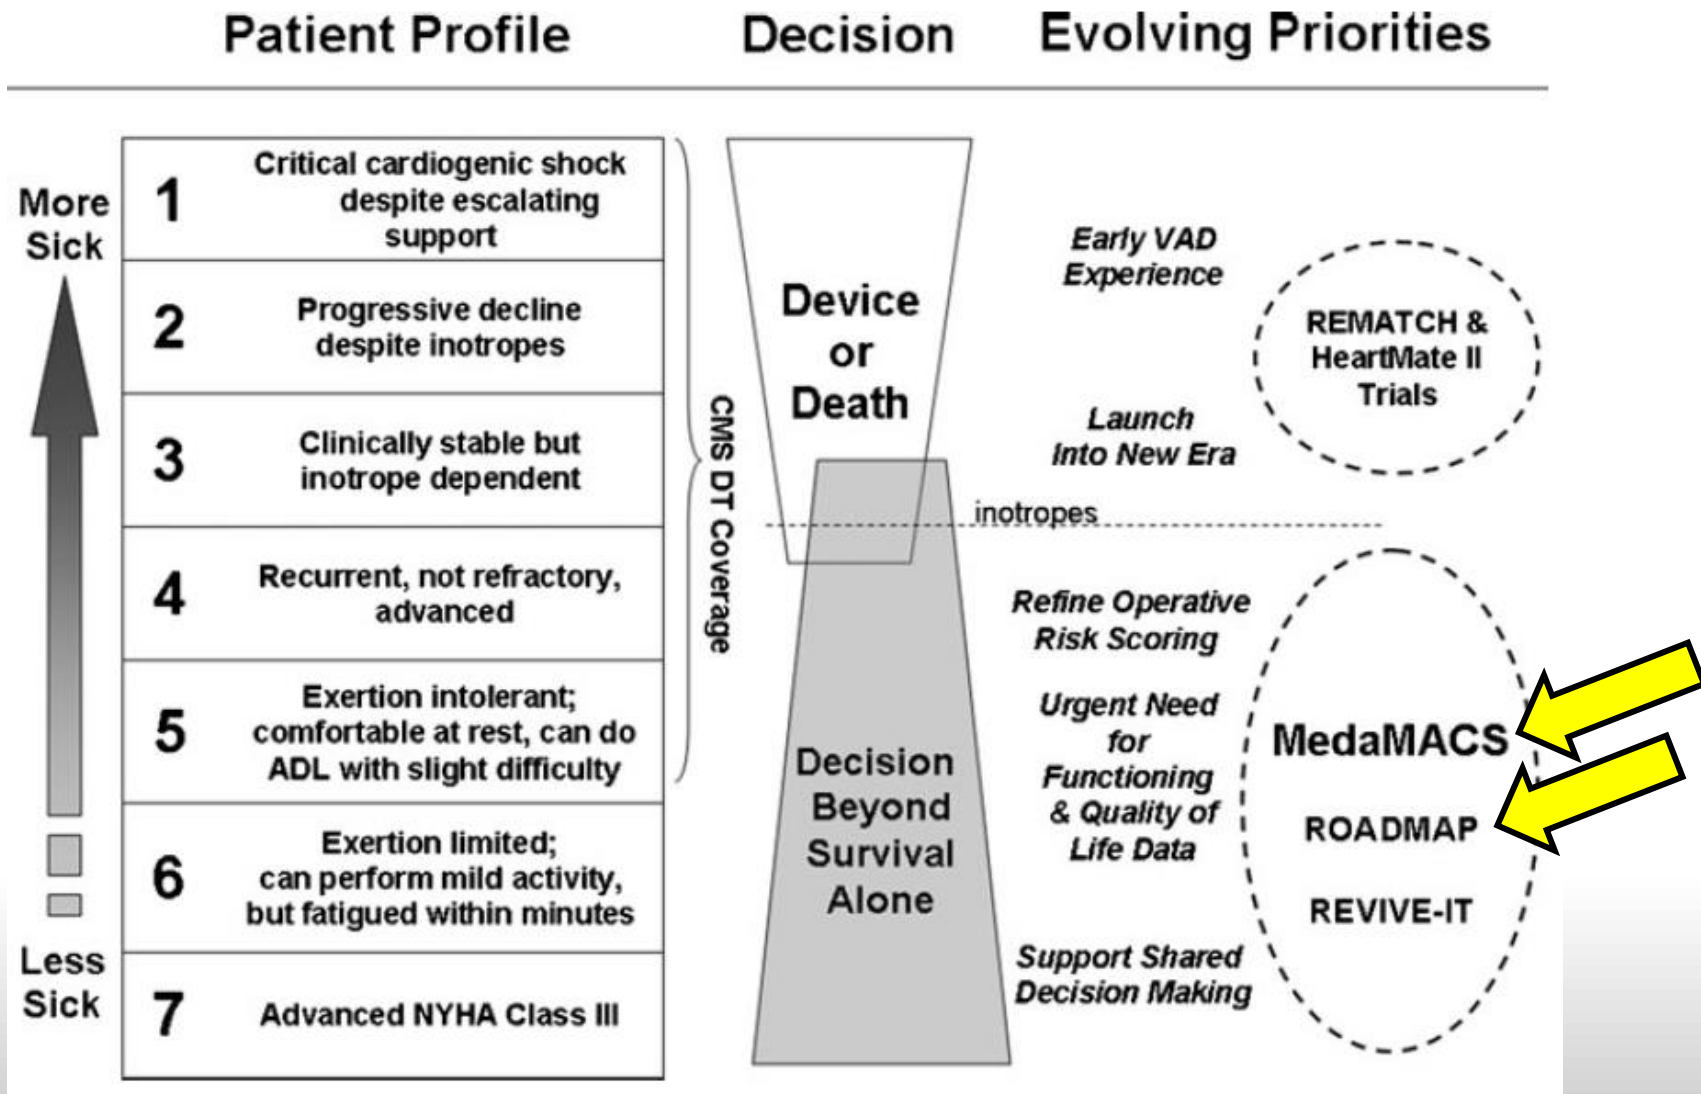 Patient Profile
Decision
Evolving Priorities
More
Sick
Less
Sick
1
Critical cardiogenic shock
despite escalating
support
2
Progressive decline
despite inotropes
3
Clinically stable but
inotrope dependent
4
Recurrent, not refractory,
advanced
5
Exertion intolerant;
comfortable at rest, can do
ADL with slight difficulty
6
Exertion limited;
can perform mild activity,
but fatigued within minutes
7
Advanced NYHA Class III
CMS DT Coverage
Device
or
Death
Decision
Beyond
Survival
Alone
Early VAD
Experience
Launch
Into New Era
inotropes
Refine Operative
Risk Scoring
Urgent Need
for
Functioning
& Quality of
Life Data
Support Shared
Decision Making
REMATCH &
HeartMate II
Trials
MedaMACS
ROADMAP
REVIVE-IT